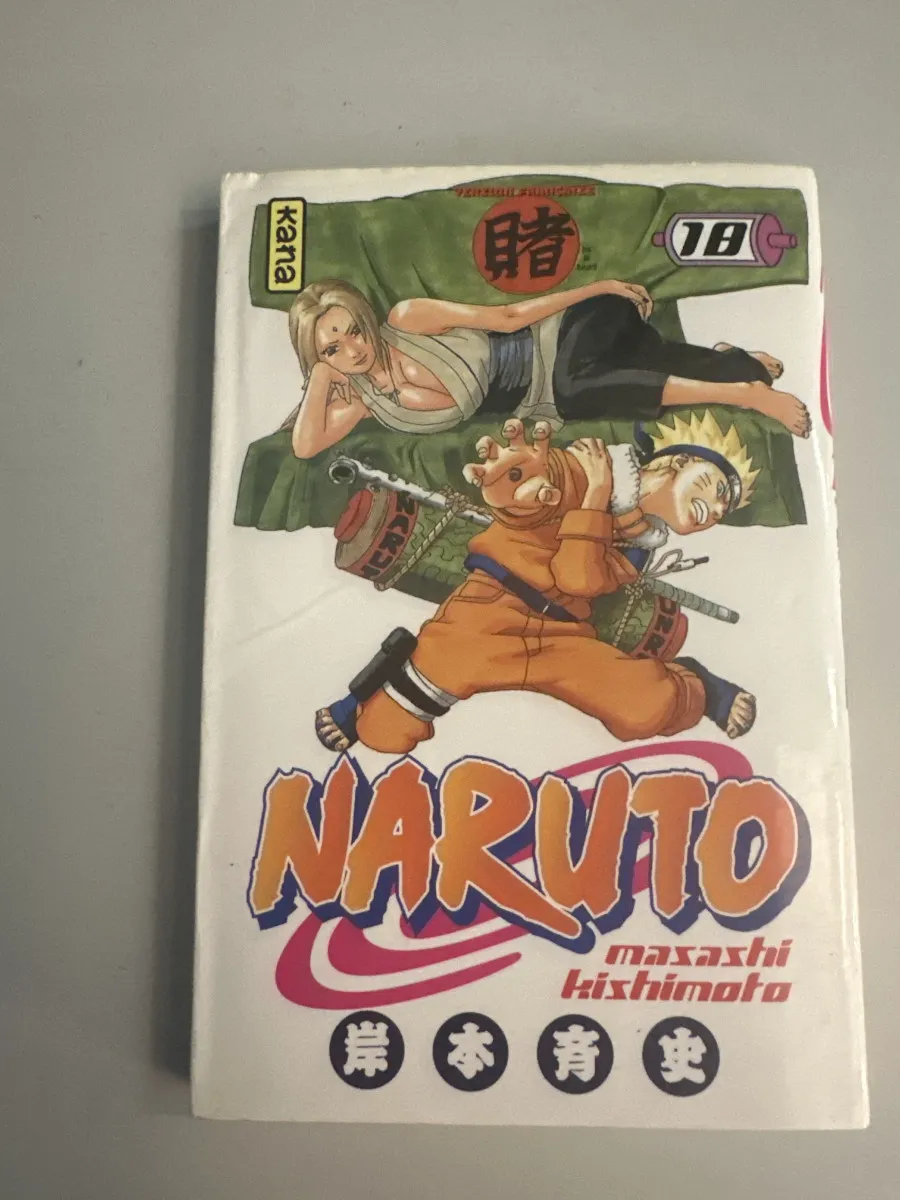 VERSION FRANÇAISE
Kana
賭
18
NARUTO
masashi
kishimoto
岸本斉史